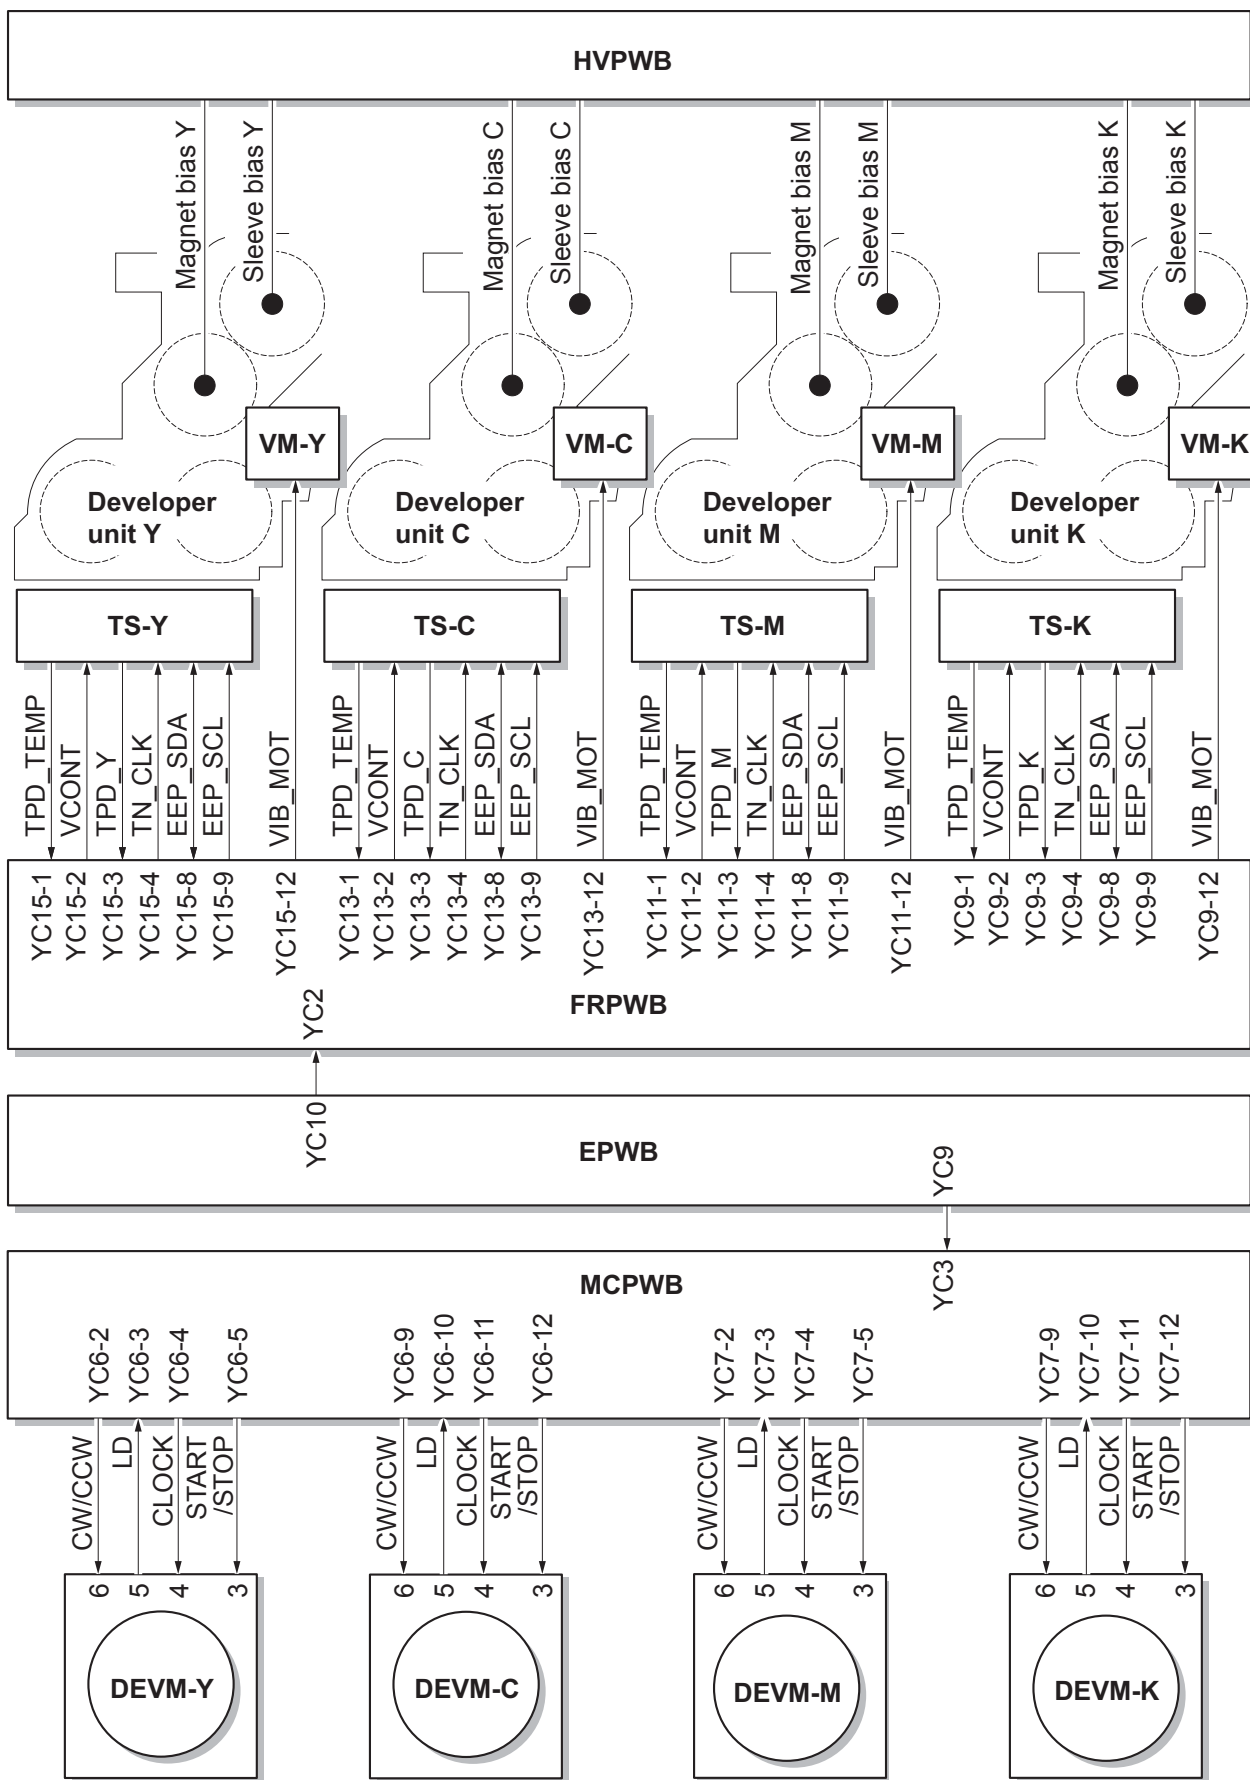 HVPWB
Magnet bias Y
Sleeve bias Y
Magnet bias C
Sleeve bias C
Magnet bias M
Sleeve bias M
Magnet bias K
Sleeve bias K
VM-Y
VM-C
VM-M
VM-K
Developer
unit Y
Developer
unit C
Developer
unit M
Developer
unit K
TS-Y
TS-C
TS-M
TS-K
TPD_TEMP
VCONT
TPD_Y
TN_CLK
EEP_SDA
EEP_SCL
VIB_MOT
TPD_TEMP
VCONT
TPD_C
TN_CLK
EEP_SDA
EEP_SCL
VIB_MOT
TPD_TEMP
VCONT
TPD_M
TN_CLK
EEP_SDA
EEP_SCL
VIB_MOT
TPD_TEMP
VCONT
TPD_K
TN_CLK
EEP_SDA
EEP_SCL
VIB_MOT
YC15-1
YC15-2
YC15-3
YC15-4
YC15-8
YC15-9
YC15-12
YC13-1
YC13-2
YC13-3
YC13-4
YC13-8
YC13-9
YC13-12
YC11-1
YC11-2
YC11-3
YC11-4
YC11-8
YC11-9
YC11-12
YC9-1
YC9-2
YC9-3
YC9-4
YC9-8
YC9-9
YC9-12
FRPWB
YC2
YC10
EPWB
YC9
YC3
MCPWB
YC6-2
YC6-3
YC6-4
YC6-5
YC6-9
YC6-10
YC6-11
YC6-12
YC7-2
YC7-3
YC7-4
YC7-5
YC7-9
YC7-10
YC7-11
YC7-12
CW/CCW
LD
CLOCK
START
/STOP
CW/CCW
LD
CLOCK
START
/STOP
CW/CCW
LD
CLOCK
START
/STOP
CW/CCW
LD
CLOCK
START
/STOP
6
5
4
3
6
5
4
3
6
5
4
3
6
5
4
3
DEVM-Y
DEVM-C
DEVM-M
DEVM-K